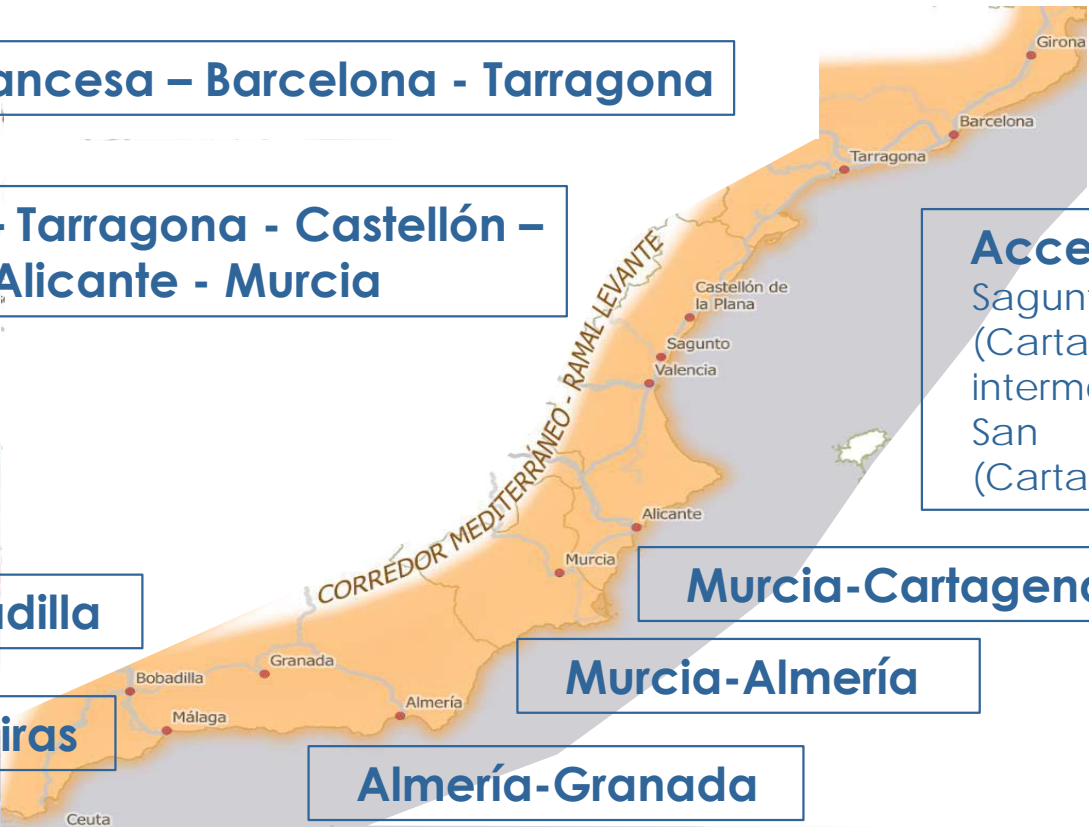 ancesa – Barcelona - Tarragona
- Tarragona - Castellón –
Alicante - Murcia
Girona
Barcelona
Tarragona
Acce
Sagunt
(Carta
interme
San
(Carta
Castellón de
la Plana
Sagunto
Valencia
CORREDOR MEDITERRÁNEO - RAMAL LEVANTE
Alicante
Murcia
Murcia-Cartagena
adilla
Granada
Bobadilla
Murcia-Almería
Almería
Málaga
iras
Almería-Granada
Ceuta